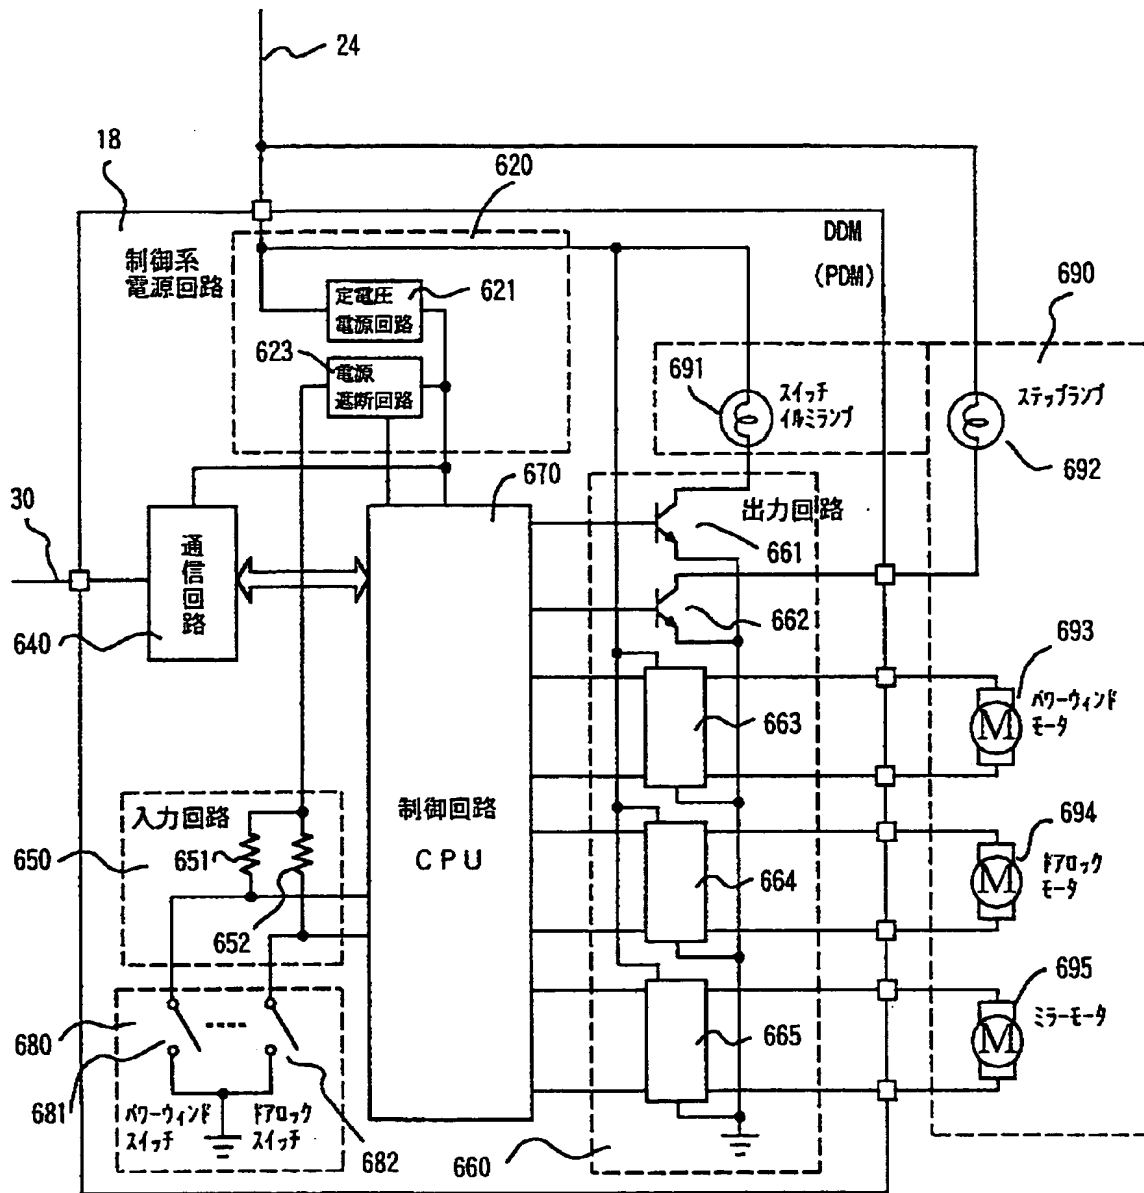 24
18
620
制御系
電源回路
DDM
(PDM)
定電圧
電源回路
621
690
623
電源
遮断回路
691
スイッチ
イルミランプ
ステップランプ
692
30
670
出力回路
通信回路
661
640
662
693
パワーウィンド
モータ
663
制御回路
CPU
入力回路
651
650
694
ドアロック
モータ
664
652
695
ミラーモータ
680
665
681
パワーウィンド
スイッチ
ドアロック
スイッチ
682
660
M
M
M